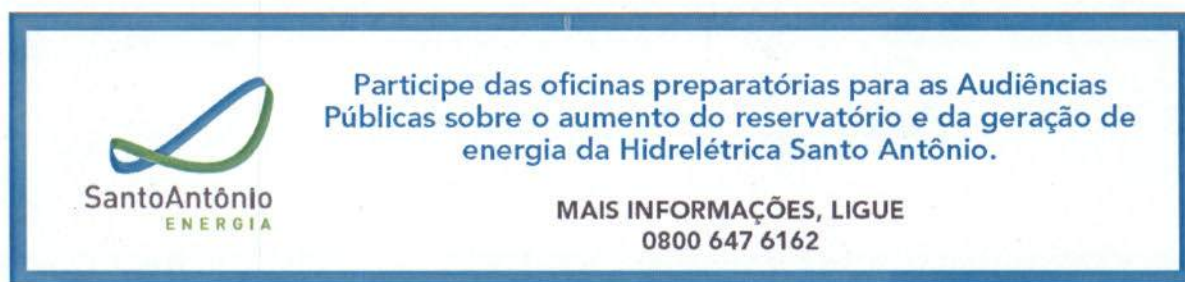 Participe das oficinas preparatórias para as Audiências
Públicas sobre o aumento do reservatório e da geração de
energia da Hidrelétrica Santo Antônio.
SantoAntônio
ENERGIA
MAIS INFORMAÇÕES, LIGUE
0800 647 6162